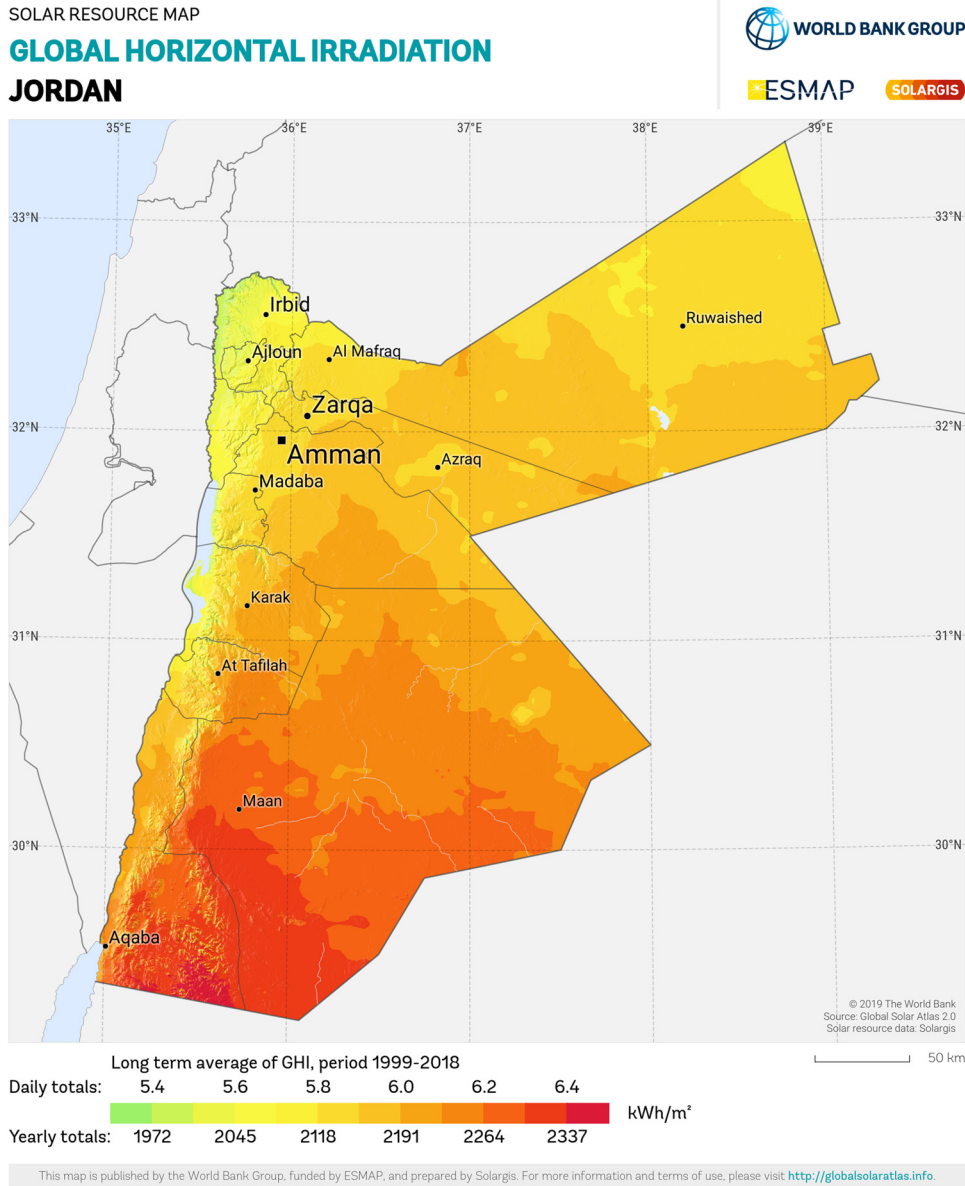 SOLAR RESOURCE MAP
GLOBAL HORIZONTAL IRRADIATION
JORDAN
WORLD BANK GROUP
ESMAP
SOLARGIS
35°E
36°E
37°E
38°E
39°E
33°N
33°N
Irbid
Ruwaished
Ajloun
Al Mafraq
Zarqa
32°N
32°N
Amman
Azraq
Madaba
Karak
31°N
31°N
At Tafilah
Maan
30°N
30°N
Aqaba
© 2019 The World Bank
Source: Global Solar Atlas 2.0
Solar resource data: Solargis
50 km
Long term average of GHI, period 1999-2018
Daily totals: 5.4 5.6 5.8 6.0 6.2 6.4
kWh/m²
Yearly totals: 1972 2045 2118 2191 2264 2337
This map is published by the World Bank Group, funded by ESMAP, and prepared by Solargis. For more information and terms of use, please visit http://globalsolaratlas.info.